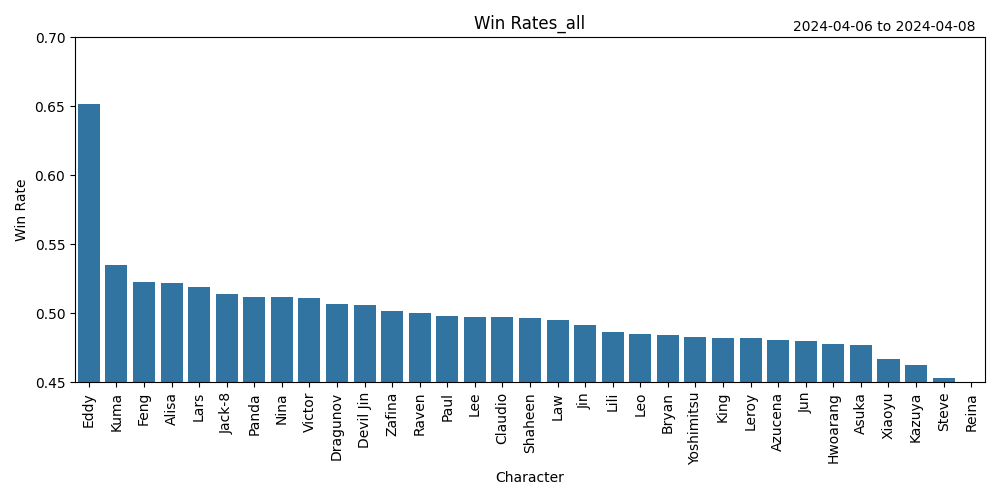 Win Rates_all
2024-04-06 to 2024-04-08
Win Rate
0.70
0.65
0.60
0.55
0.50
0.45
Eddy
Kuma
Feng
Alisa
Lars
Jack-8
Panda
Nina
Victor
Dragunov
Devil Jin
Zafina
Raven
Paul
Lee
Claudio
Shaheen
Law
Jin
Lili
Leo
Bryan
Yoshimitsu
King
Leroy
Azucena
Jun
Hwoarang
Asuka
Xiaoyu
Kazuya
Steve
Reina
Character